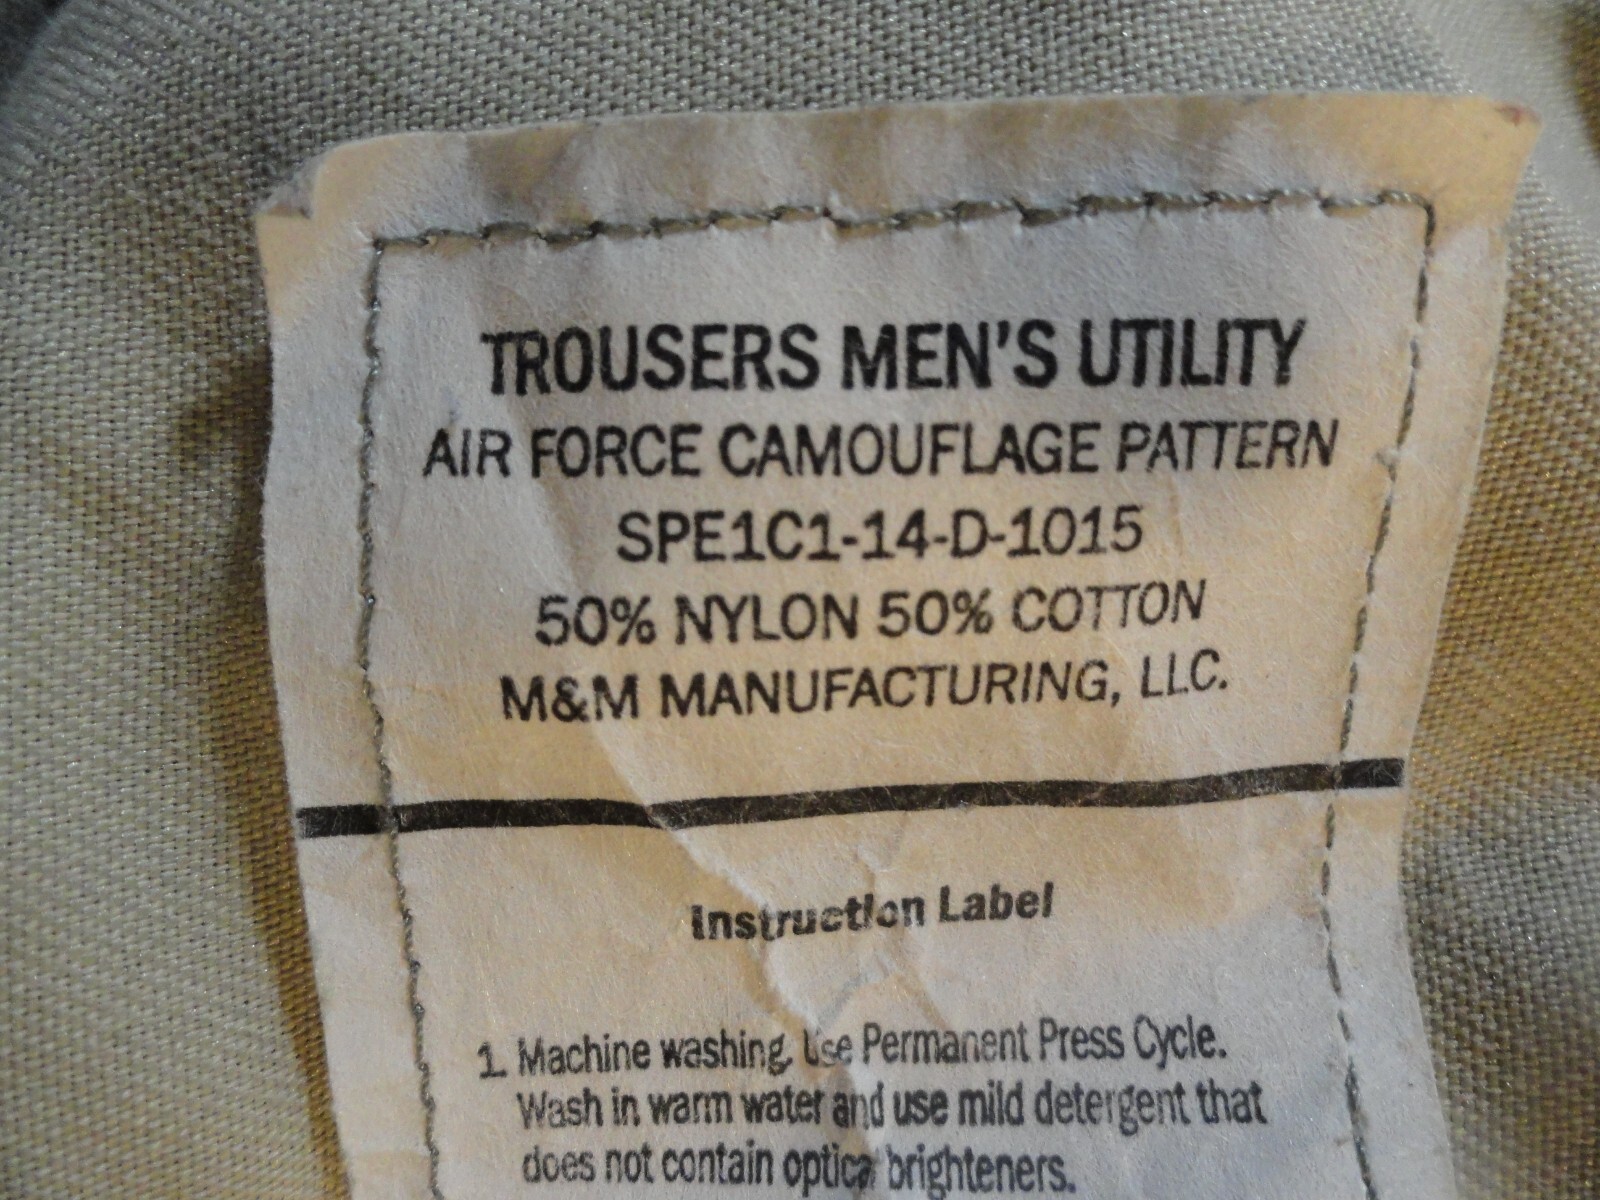 TROUSERS MEN'S UTILITY
AIR FORCE CAMOUFLAGE PATTERN
SPE1C1-14-D-1015
50% NYLON 50% COTTON
M&M MANUFACTURING, LLC.
Instruction Label
1. Machine washing. Use Permanent Press Cycle.
Wash in warm water and use mild detergent that
does not contain optical brighteners.